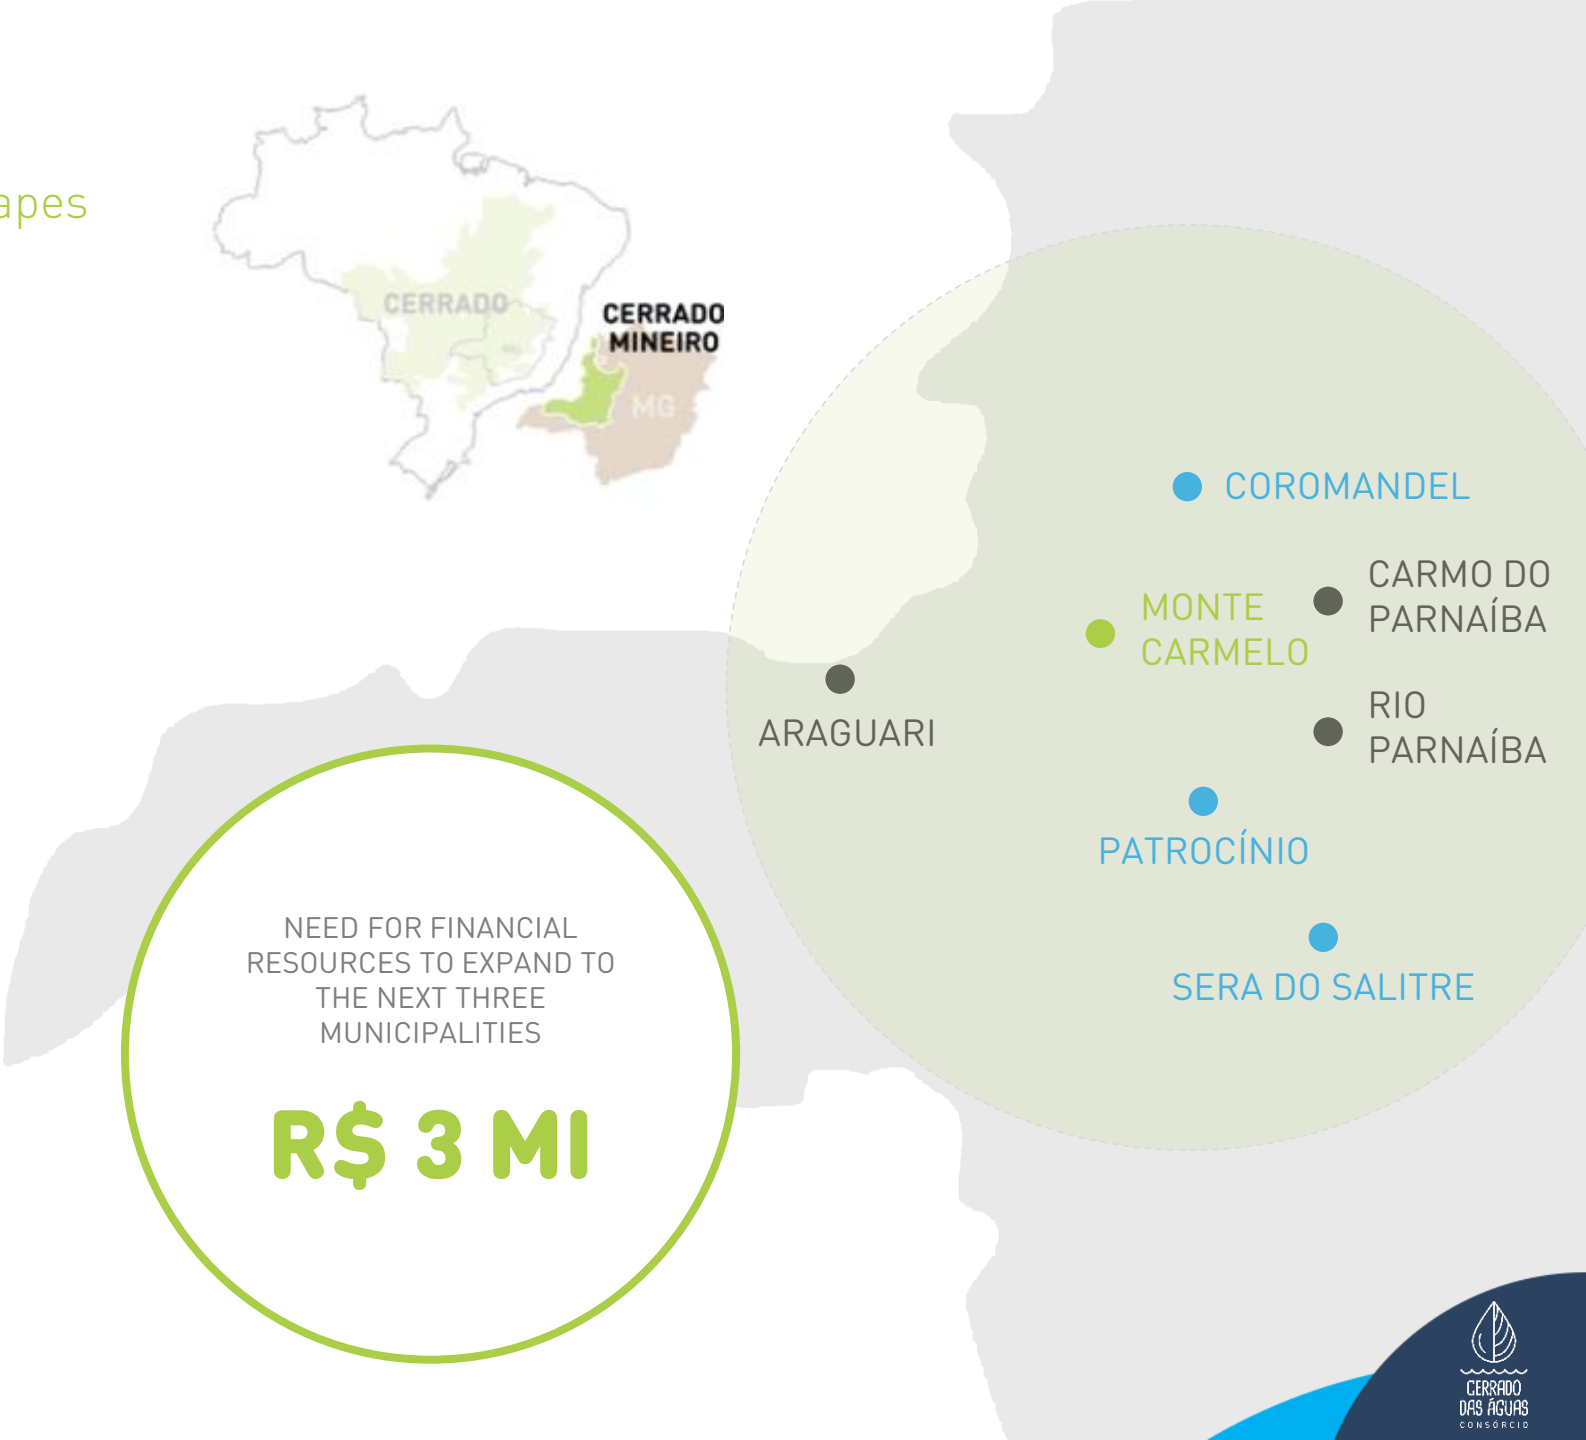 apes
CERRADO
CERRADO
MINEIRO
MG
COROMANDEL
CARMO DO
PARNAÍBA
MONTE
CARMELO
ARAGUARI
RIO
PARNAÍBA
PATROCÍNIO
SERA DO SALITRE
NEED FOR FINANCIAL
RESOURCES TO EXPAND TO
THE NEXT THREE
MUNICIPALITIES
R$ 3 MI
CERRADO
DAS ÁGUAS
CONSÓRCIO